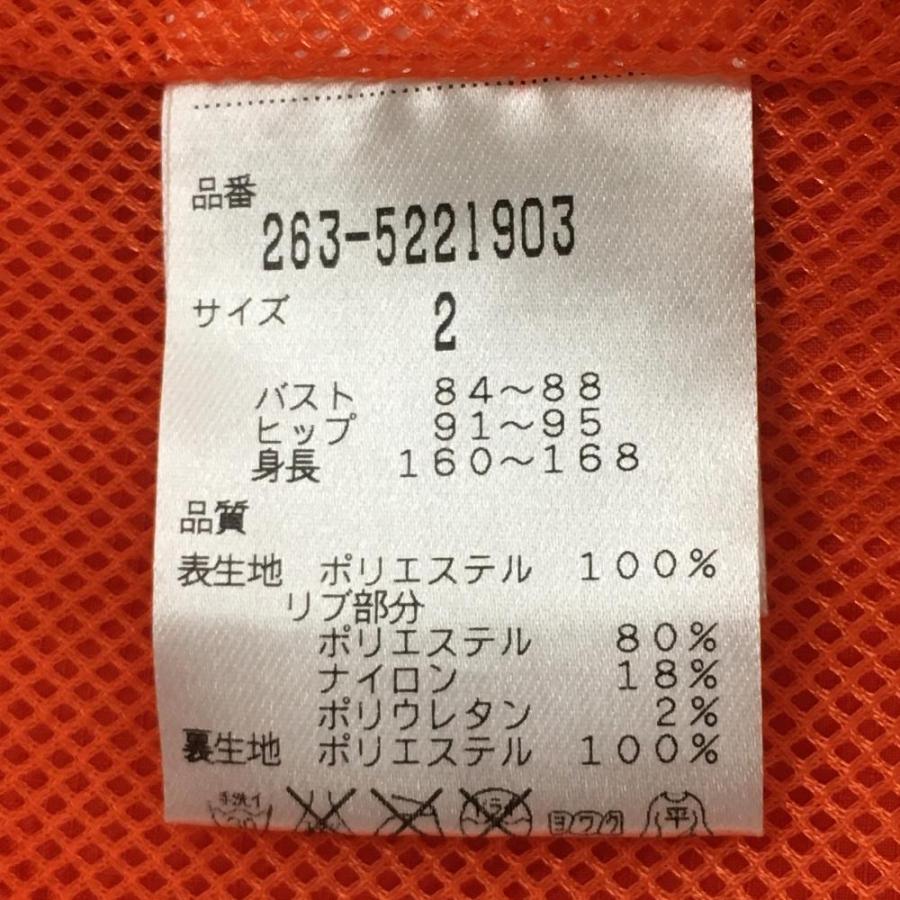 品番
263-5221903
サイズ 2
バスト 84～88
ヒップ 91～95
身長 160～168
品質
表生地 ポリエステル 100%
リブ部分
ポリエステル 80%
ナイロン 18%
ポリウレタン 2%
裏生地 ポリエステル 100%
手洗イ ヨワク 平